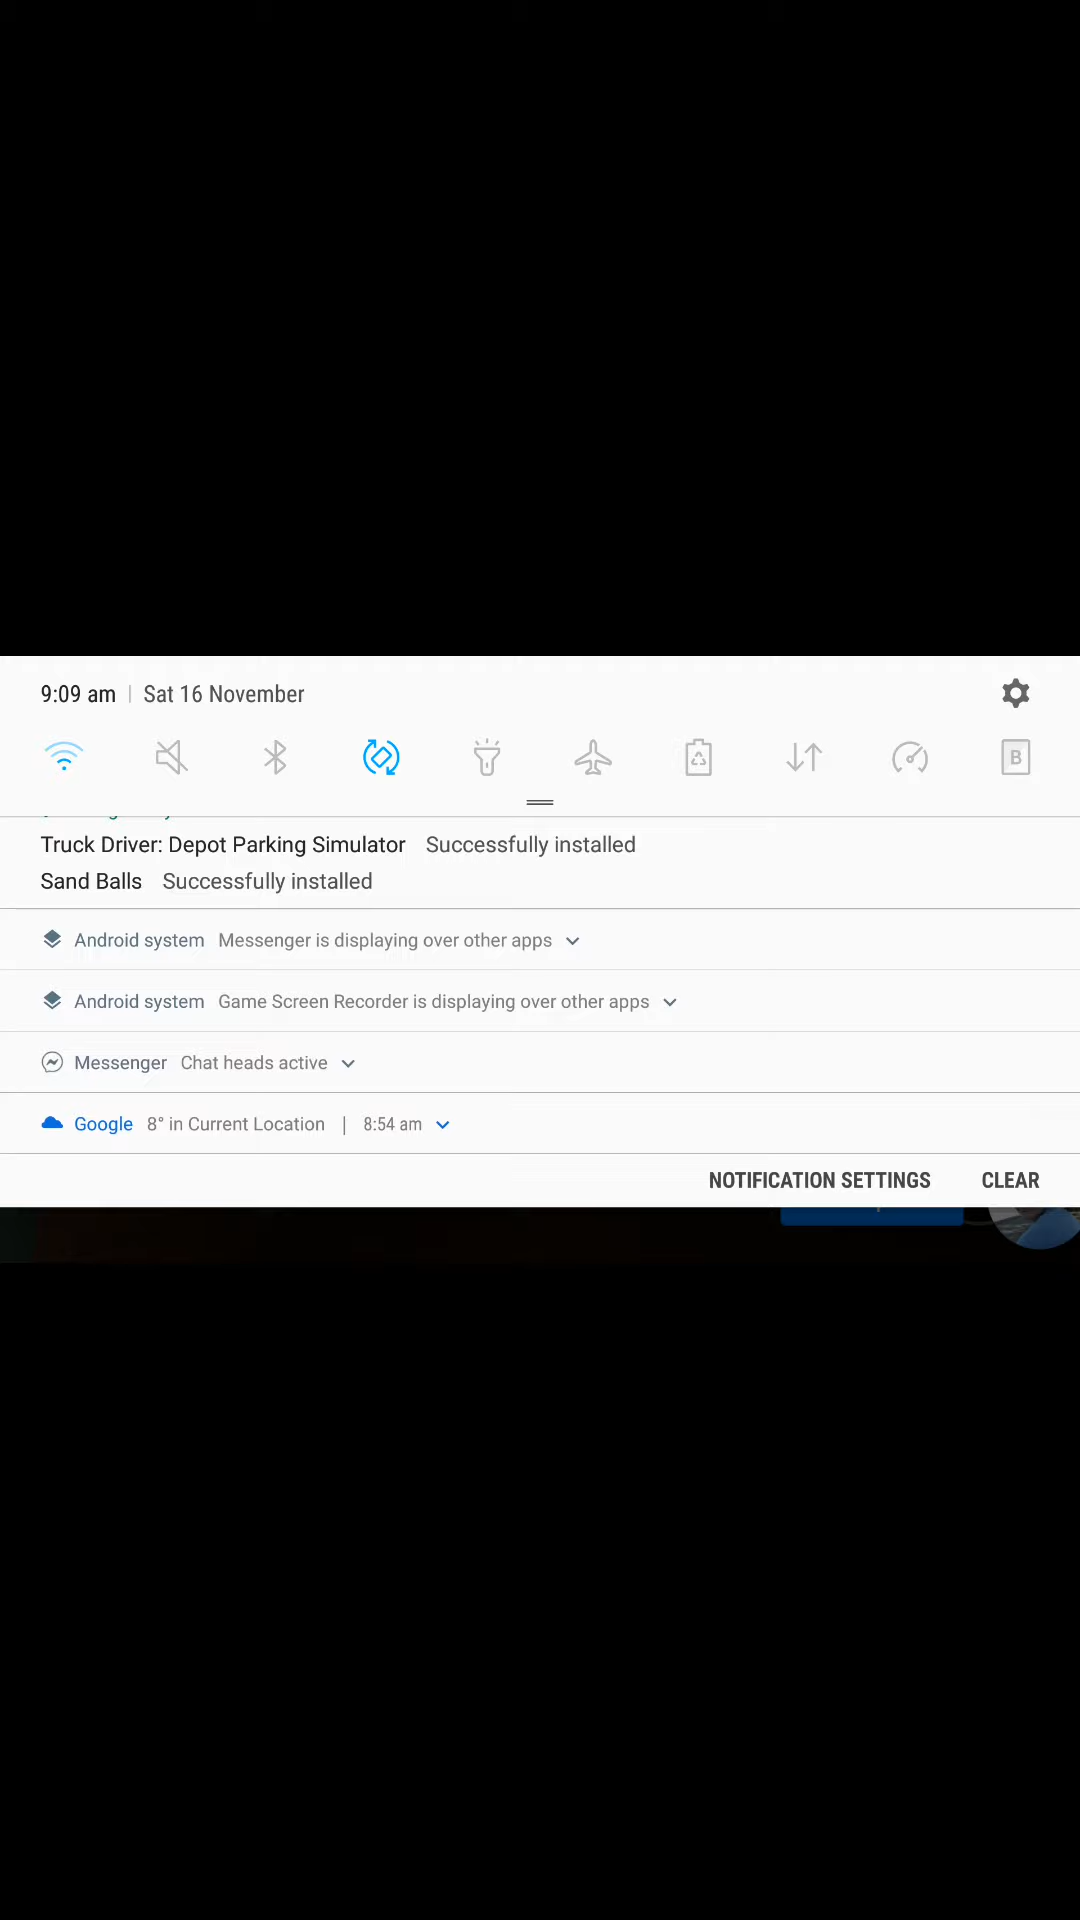 9:09 am | Sat 16 November
B
Truck Driver: Depot Parking Simulator Successfully installed
Sand Balls Successfully installed
Android system Messenger is displaying over other apps
Android system Game Screen Recorder is displaying over other apps
Messenger Chat heads active
Google 8° in Current Location | 8:54 am
NOTIFICATION SETTINGS CLEAR